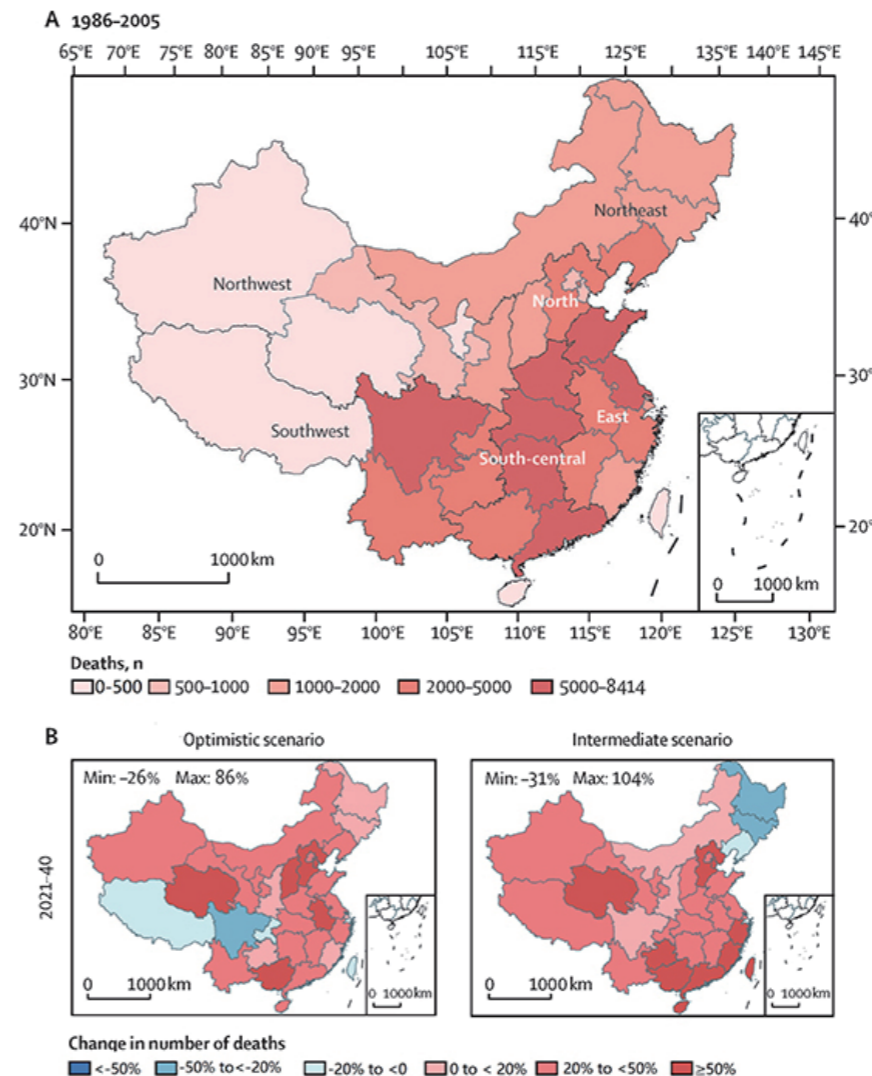 A 1986–2005
65°E 70°E 75°E 80°E 85°E 90°E 95°E 105°E 115°E 125°E 135°E 140°E 145°E
40°N 40°
Northeast
Northwest
North
30°N 30°
East
Southwest
South-central
20°N 20°
0 1000 km
0 1000 km
80°E 85°E 90°E 95°E 100°E 105°E 110°E 115°E 120°E 125°E 130°E
Deaths, n
0-500 500–1000 1000–2000 2000–5000 5000–8414
B
Optimistic scenario Intermediate scenario
Min: –26% Max: 86% Min: –31% Max: 104%
2021–40
0 1000 km 0 1000 km 0 1000 km 0 1000 km
Change in number of deaths
<-50% -50% to<-20% -20% to <0 0 to < 20% 20% to <50% ≥50%